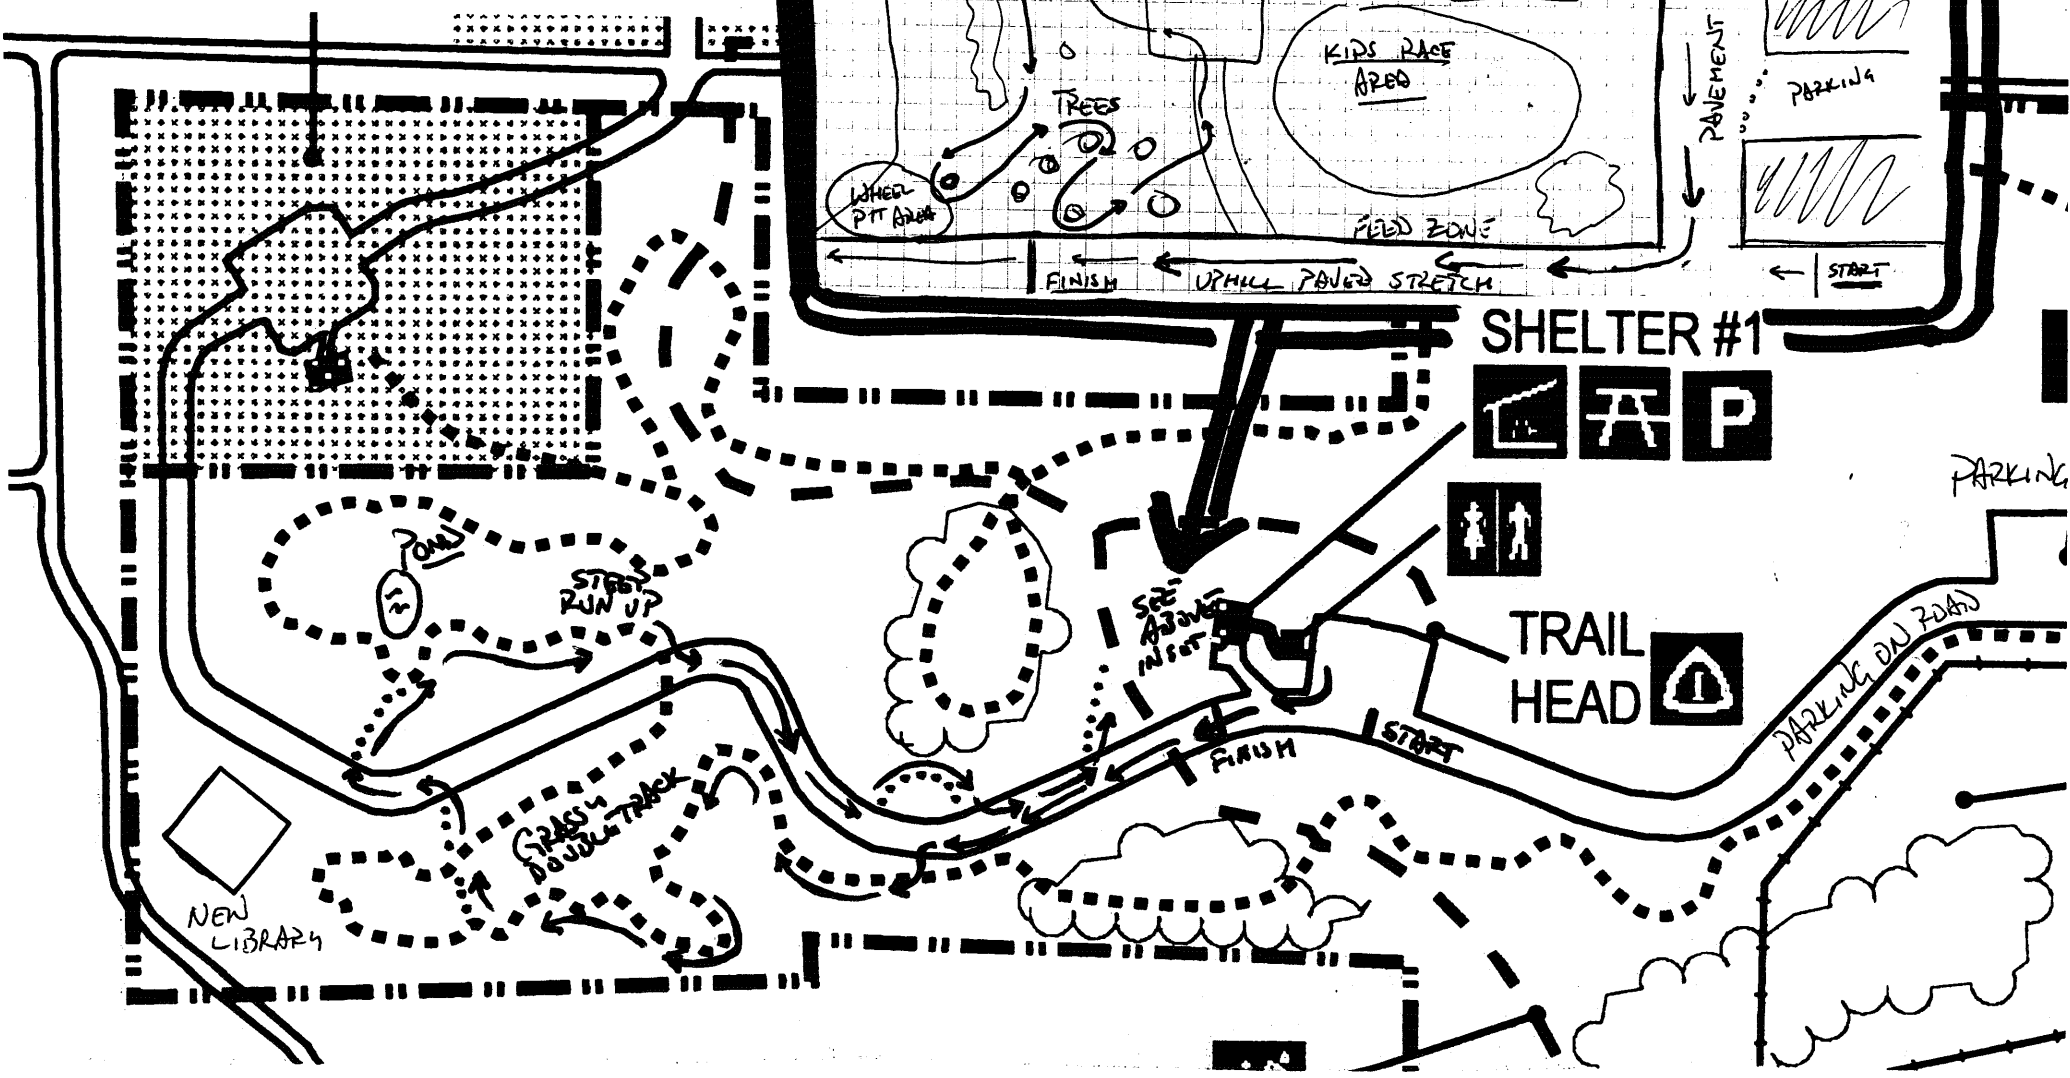 KIDS RACE
AREA
PAVEMENT
PARKING
TREES
WHEEL
PIT AREA
FEED ZONE
FINISH
UPHILL PAVED STRETCH
START
SHELTER #1
P
PARKING
POND
STEEP
RUN UP
SEE
ABOVE
INSET
TRAIL
HEAD
PARKING ON ROAD
START
FINISH
GRASSY
DOUBLETRACK
NEW
LIBRARY